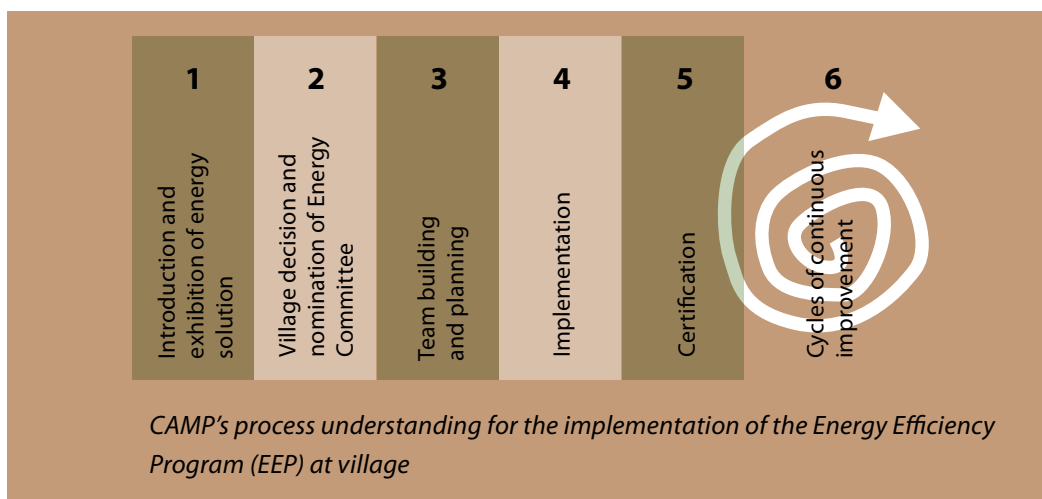 1
Introduction and
exhibition of energy
solution
2
Village decision and
nomination of Energy
Committee
3
Team building
and planning
4
Implementation
5
Certification
6
Cycles of continuous
improvement
CAMP's process understanding for the implementation of the Energy Efficiency
Program (EEP) at village